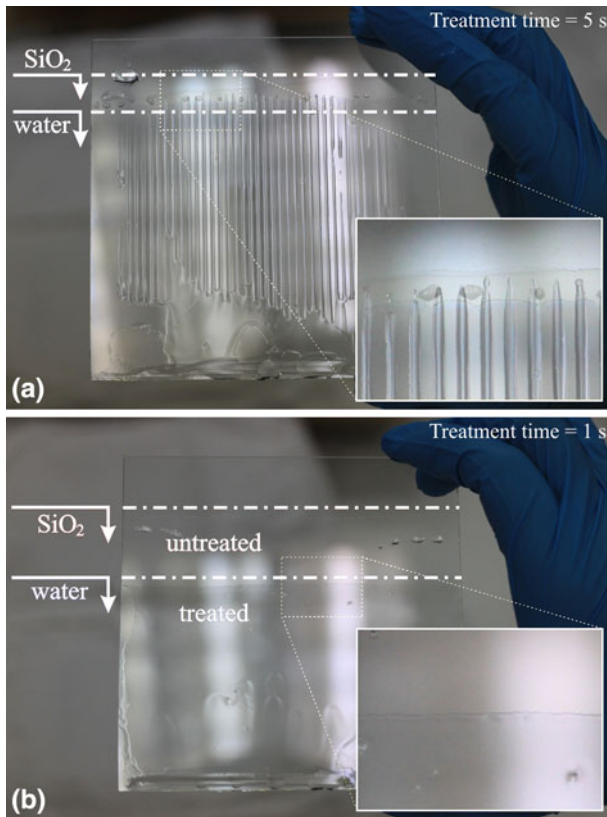 Treatment time = 5 s
SiO₂
water
(a)
Treatment time = 1 s
SiO₂
untreated
water
treated
(b)